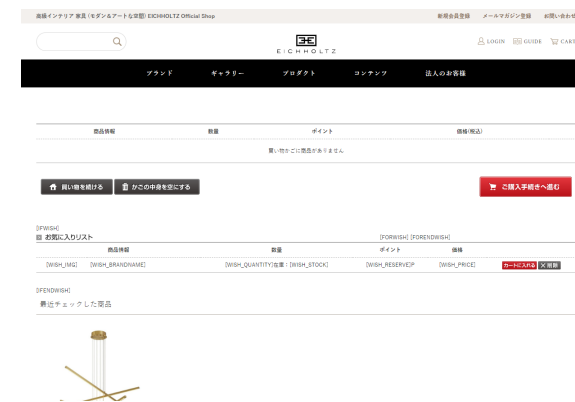 高級インテリア 家具 (モダン＆アートな空間) EICHHOLTZ Official Shop
新規会員登録 メールマガジン登録 お問い合わせ
EICHHOLTZ
LOGIN GUIDE CART
ブランド ギャラリー プロダクト コンテンツ 法人のお客様
商品情報 数量 ポイント 価格(税込)
買い物かごに商品がありません
買い物を続ける かごの中身を空にする ご購入手続きへ進む
[IFWISH]
お気に入りリスト [FORWISH] [FORENDWISH]
商品情報 数量 ポイント 価格
[WISH_IMG] [WISH_BRANDNAME] [WISH_QUANTITY]在庫：[WISH_STOCK] [WISH_RESERVE]P [WISH_PRICE] カートに入れる 削除
[IFENDWISH]
最近チェックした商品